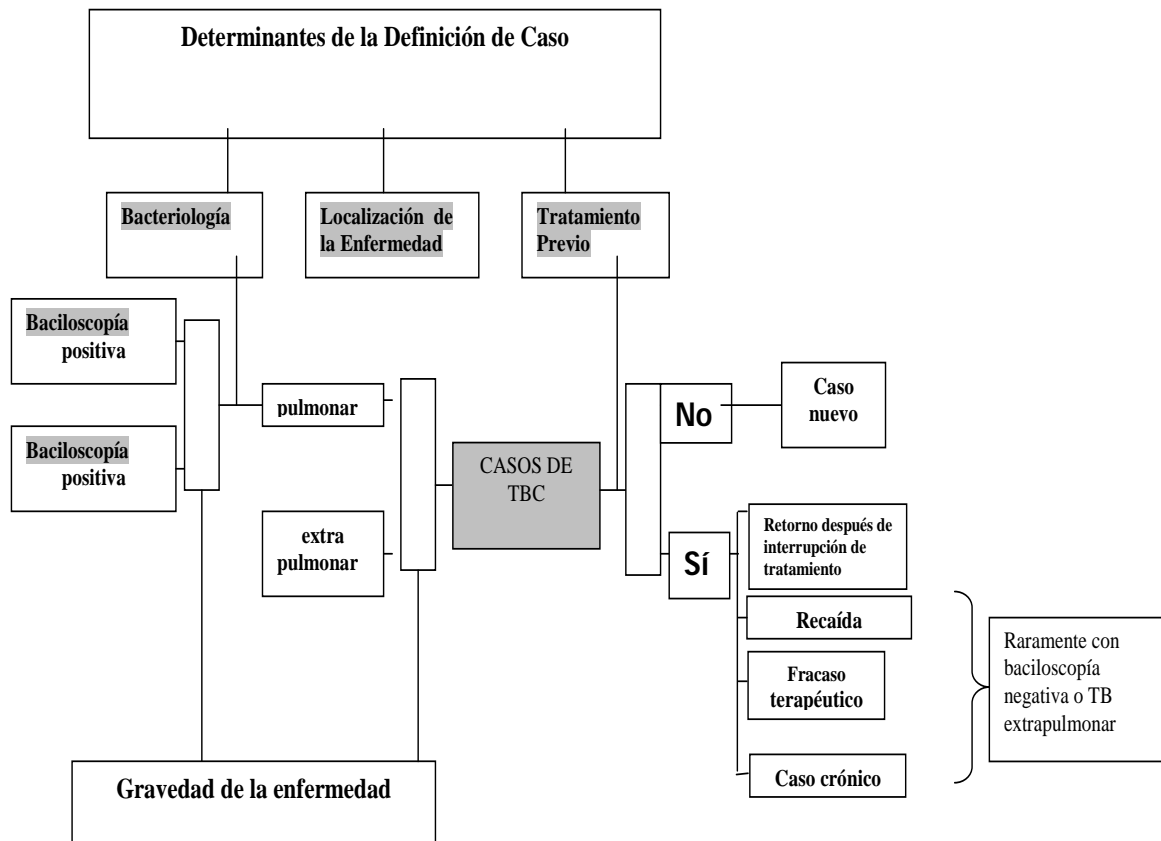 Determinantes de la Definición de Caso
Bacteriología
Localización de
la Enfermedad
Tratamiento
Previo
Baciloscopía
positiva
Baciloscopía
positiva
pulmonar
extra
pulmonar
CASOS DE
TBC
No
Caso
nuevo
Sí
Retorno después de
interrupción de
tratamiento
Recaída
Fracaso
terapéutico
Caso crónico
Raramente con
baciloscopía
negativa o TB
extrapulmonar
Gravedad de la enfermedad